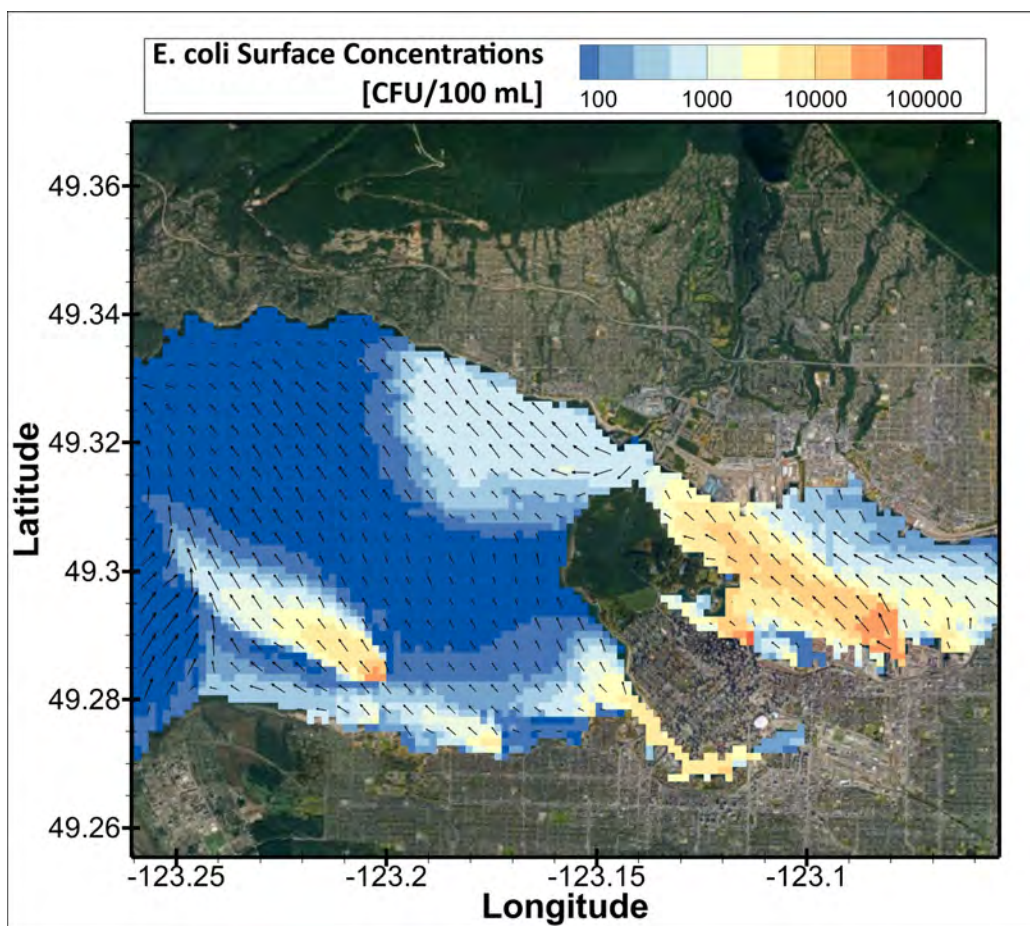 E. coli Surface Concentrations
[CFU/100 mL]
100 1000 10000 100000
49.36
49.34
49.32
49.3
49.28
49.26
Latitude
-123.25 -123.2 -123.15 -123.1
Longitude